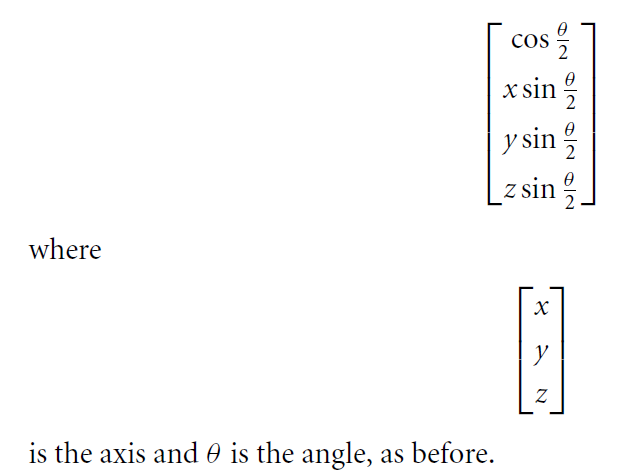 cos θ/2
x sin θ/2
y sin θ/2
z sin θ/2
where
x
y
z
is the axis and θ is the angle, as before.